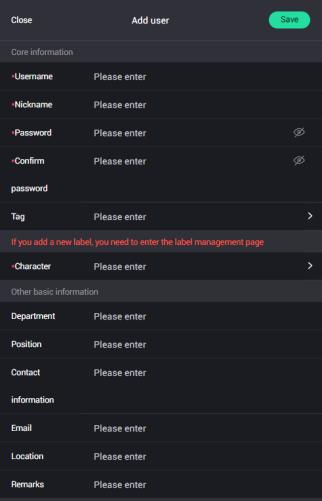 Close Add user Save
Core information
*Username Please enter
*Nickname Please enter
*Password Please enter
*Confirm Please enter
password
Tag Please enter
If you add a new label, you need to enter the label management page
*Character Please enter
Other basic information
Department Please enter
Position Please enter
Contact Please enter
information
Email Please enter
Location Please enter
Remarks Please enter